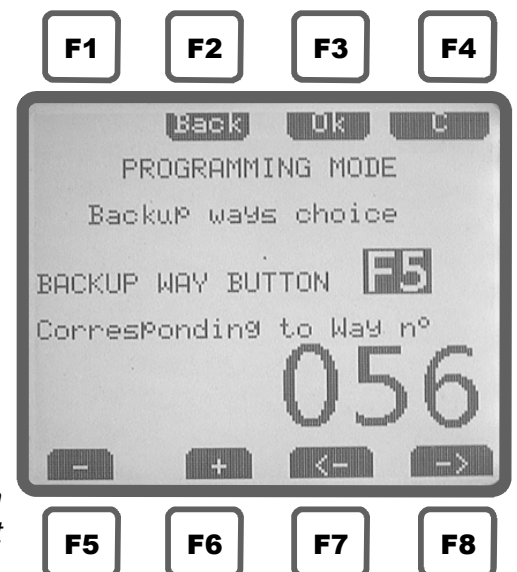 F1 F2 F3 F4
Back Ok C
PROGRAMMING MODE
Backup ways choice
BACKUP WAY BUTTON F5
Corresponding to Way n°
056
- + <- ->
F5 F6 F7 F8